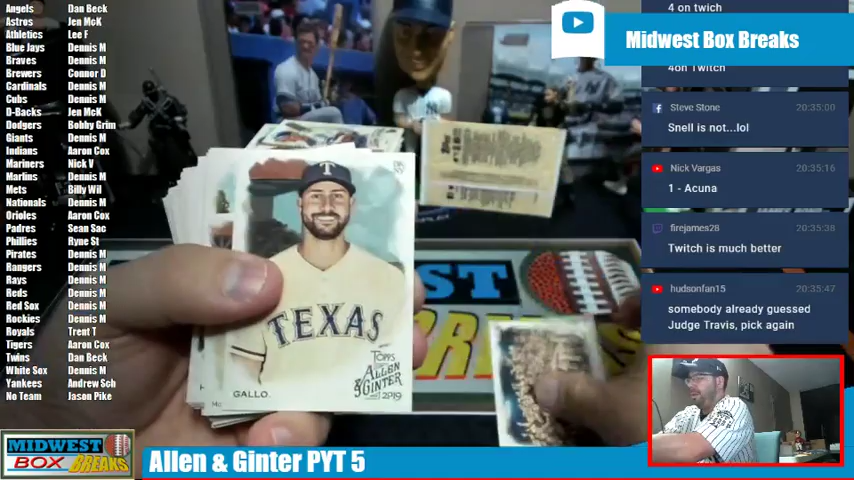 Angels Dan Beck
Astros Jen McK
Athletics Lee F
Blue Jays Dennis M
Braves Dennis M
Brewers Connor D
Cardinals Dennis M
Cubs Dennis M
D-Backs Jen McK
Dodgers Bobby Grim
Giants Dennis M
Indians Aaron Cox
Mariners Nick V
Marlins Dennis M
Mets Billy Wil
Nationals Dennis M
Orioles Aaron Cox
Padres Sean Sac
Phillies Ryne St
Pirates Dennis M
Rangers Dennis M
Rays Dennis M
Reds Dennis M
Red Sox Dennis M
Rockies Dennis M
Royals Trent T
Tigers Aaron Cox
Twins Dan Beck
White Sox Dennis M
Yankees Andrew Sch
No Team Jason Pike
MIDWEST
BOX BREAKS
Allen & Ginter PYT 5
T
TEXAS
TOPPS
ALLEN
& GINTER
2019
GALLO.
MIDWEST
Midwest Box Breaks
4 on twich
4on Twitch
Steve Stone 20:35:00
Snell is not...lol
Nick Vargas 20:35:16
1 - Acuna
firejames28 20:35:38
Twitch is much better
hudsonfan15 20:35:47
somebody already guessed
Judge Travis, pick again